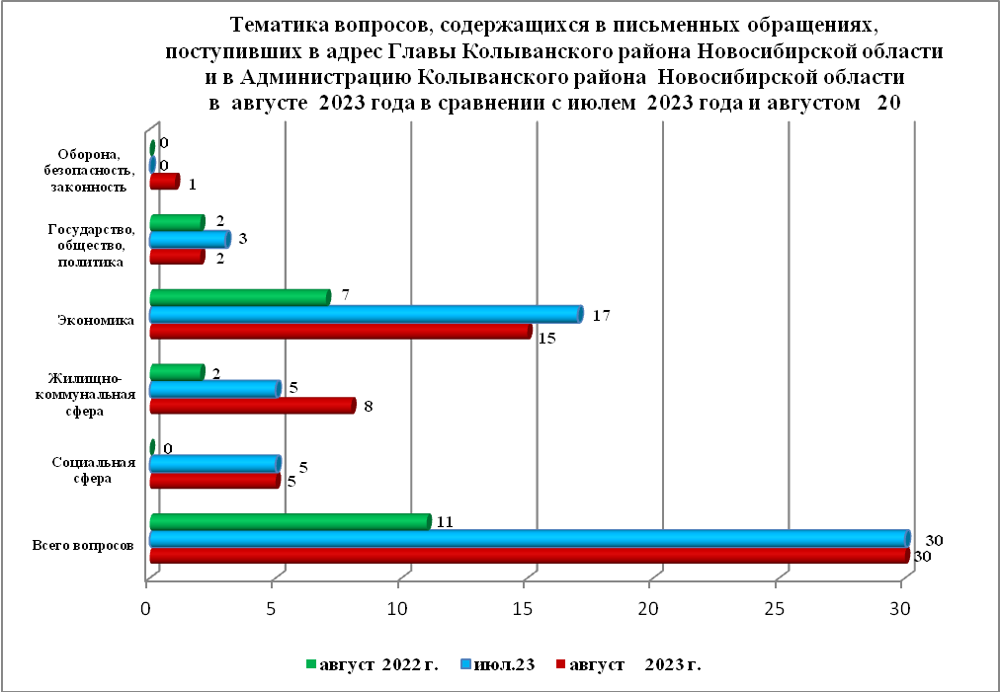 Тематика вопросов, содержащихся в письменных обращениях,
поступивших в адрес Главы Колыванского района Новосибирской области
и в Администрацию Колыванского района Новосибирской области
в августе 2023 года в сравнении с июлем 2023 года и августом 20
Оборона,
безопасность,
законность
0
0
1
Государство,
общество,
политика
2
3
2
Экономика
7
17
15
Жилищно-
коммунальная
сфера
2
5
8
Социальная
сфера
0
5
5
Всего вопросов
11
30
30
0 5 10 15 20 25 30
август 2022 г. июл.23 август 2023 г.